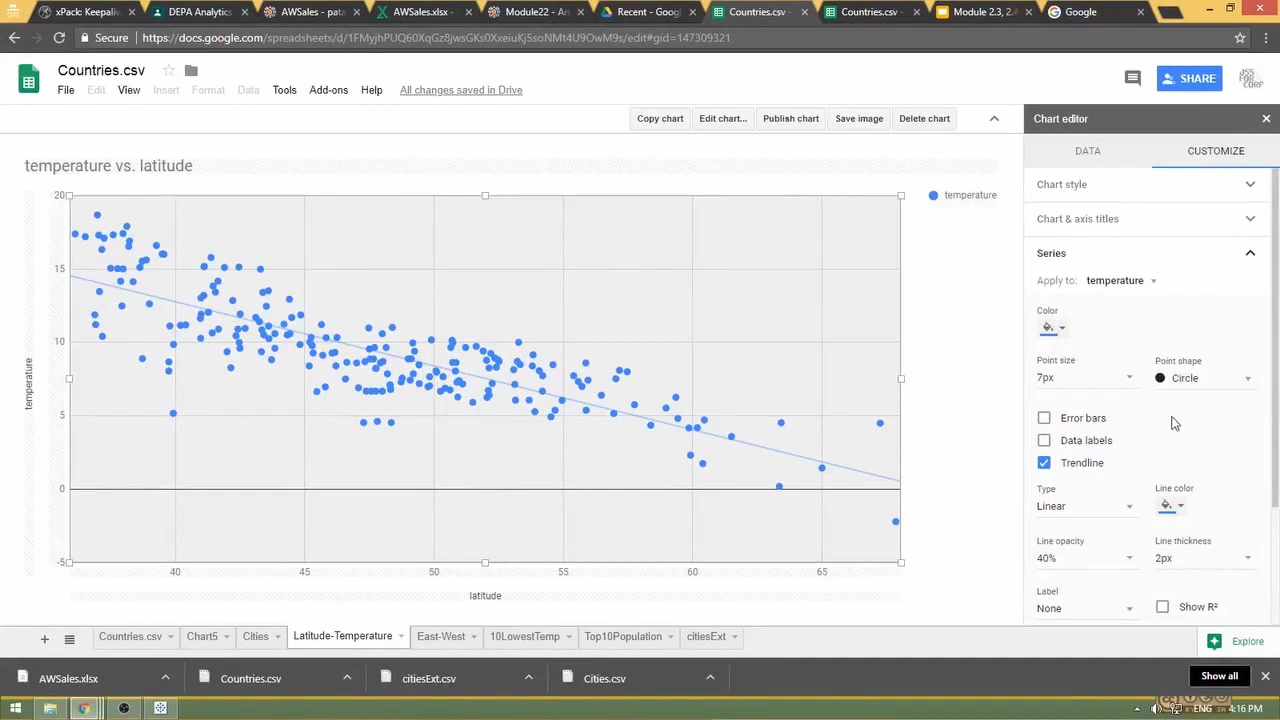 xPack Keepaliv
DEPA Analytics
AWSales - pata
AWSales.xlsx
Module22 - An
Recent - Goog
Countries.csv
Countries.csv -
Module 2.3, 2.4
Google
Secure
https://docs.google.com/spreadsheets/d/1FMyjhPUQ60XqGz8jwsGKs0XxeiuKj5soNMt4U9OwM9s/edit#gid=147309321
Countries.csv
File Edit View Insert Format Data Tools Add-ons Help All changes saved in Drive
SHARE
Copy chart Edit chart... Publish chart Save image Delete chart
Chart editor
DATA CUSTOMIZE
temperature vs. latitude
Chart style
Chart & axis titles
Series
Apply to: temperature
Color
Point size Point shape
7px Circle
Error bars
Data labels
Trendline
Type Line color
Linear
Line opacity Line thickness
40% 2px
Label
None Show R²
temperature
20
15
10
5
0
-5
temperature
40 45 50 55 60 65
latitude
Countries.csv Chart5 Cities Latitude-Temperature East-West 10LowestTemp Top10Population citiesExt
Explore
AWSales.xlsx Countries.csv citiesExt.csv Cities.csv Show all
ENG 4:16 PM